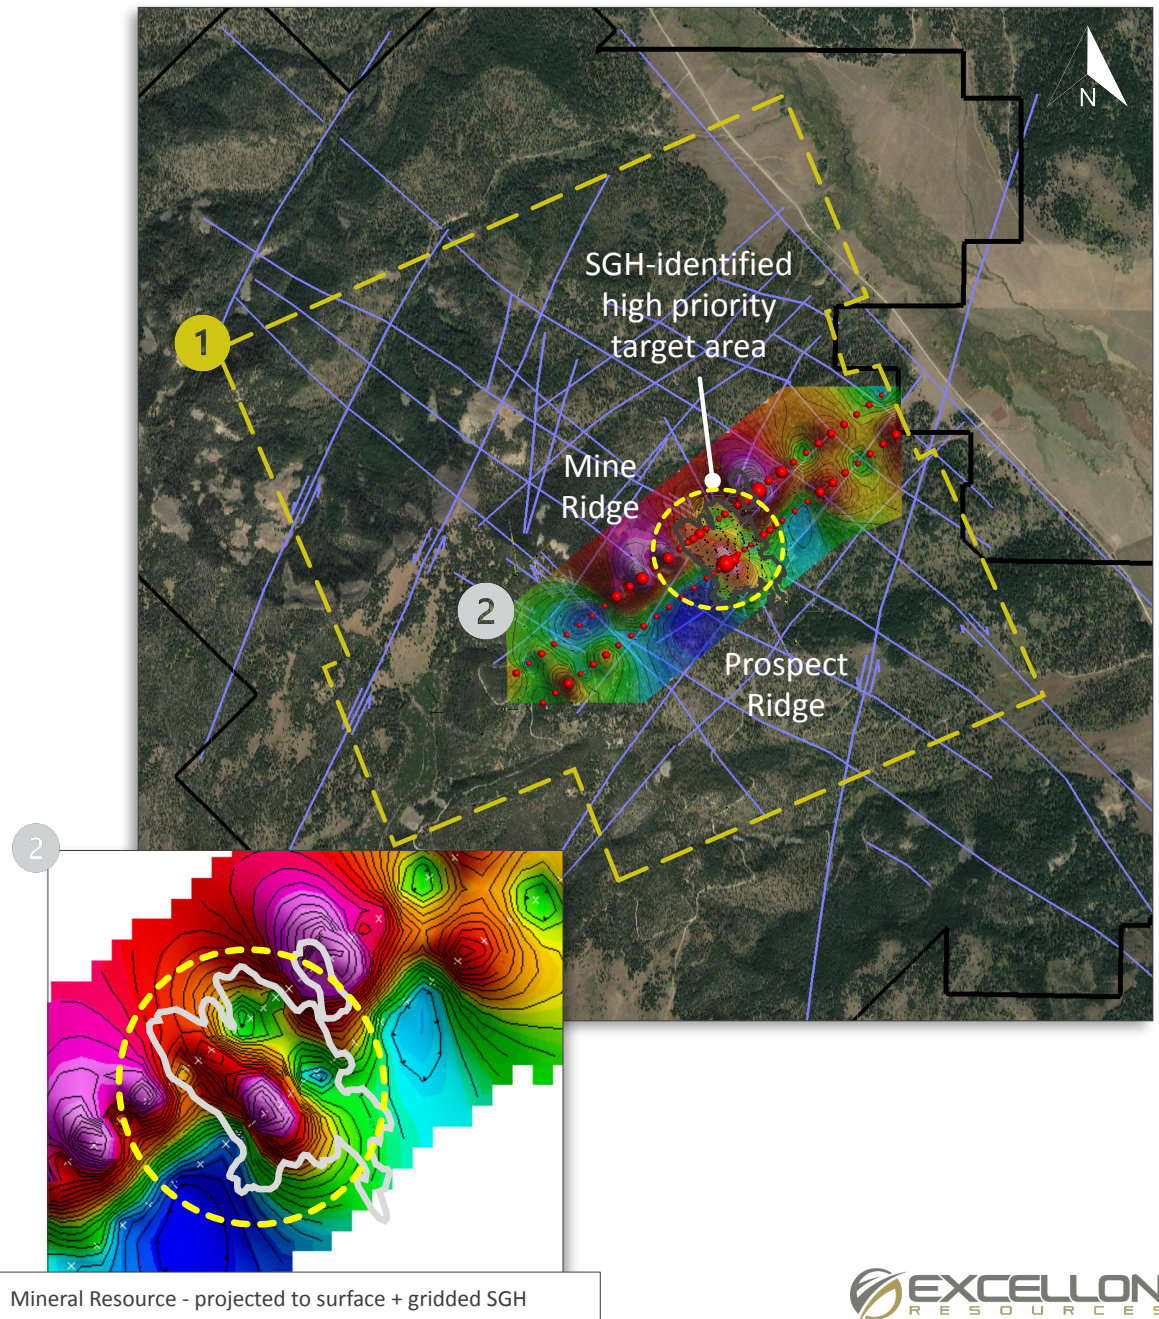 N
SGH-identified
high priority
target area
1
Mine
Ridge
2
Prospect
Ridge
2
Mineral Resource - projected to surface + gridded SGH
EXCELLON
RESOURCES